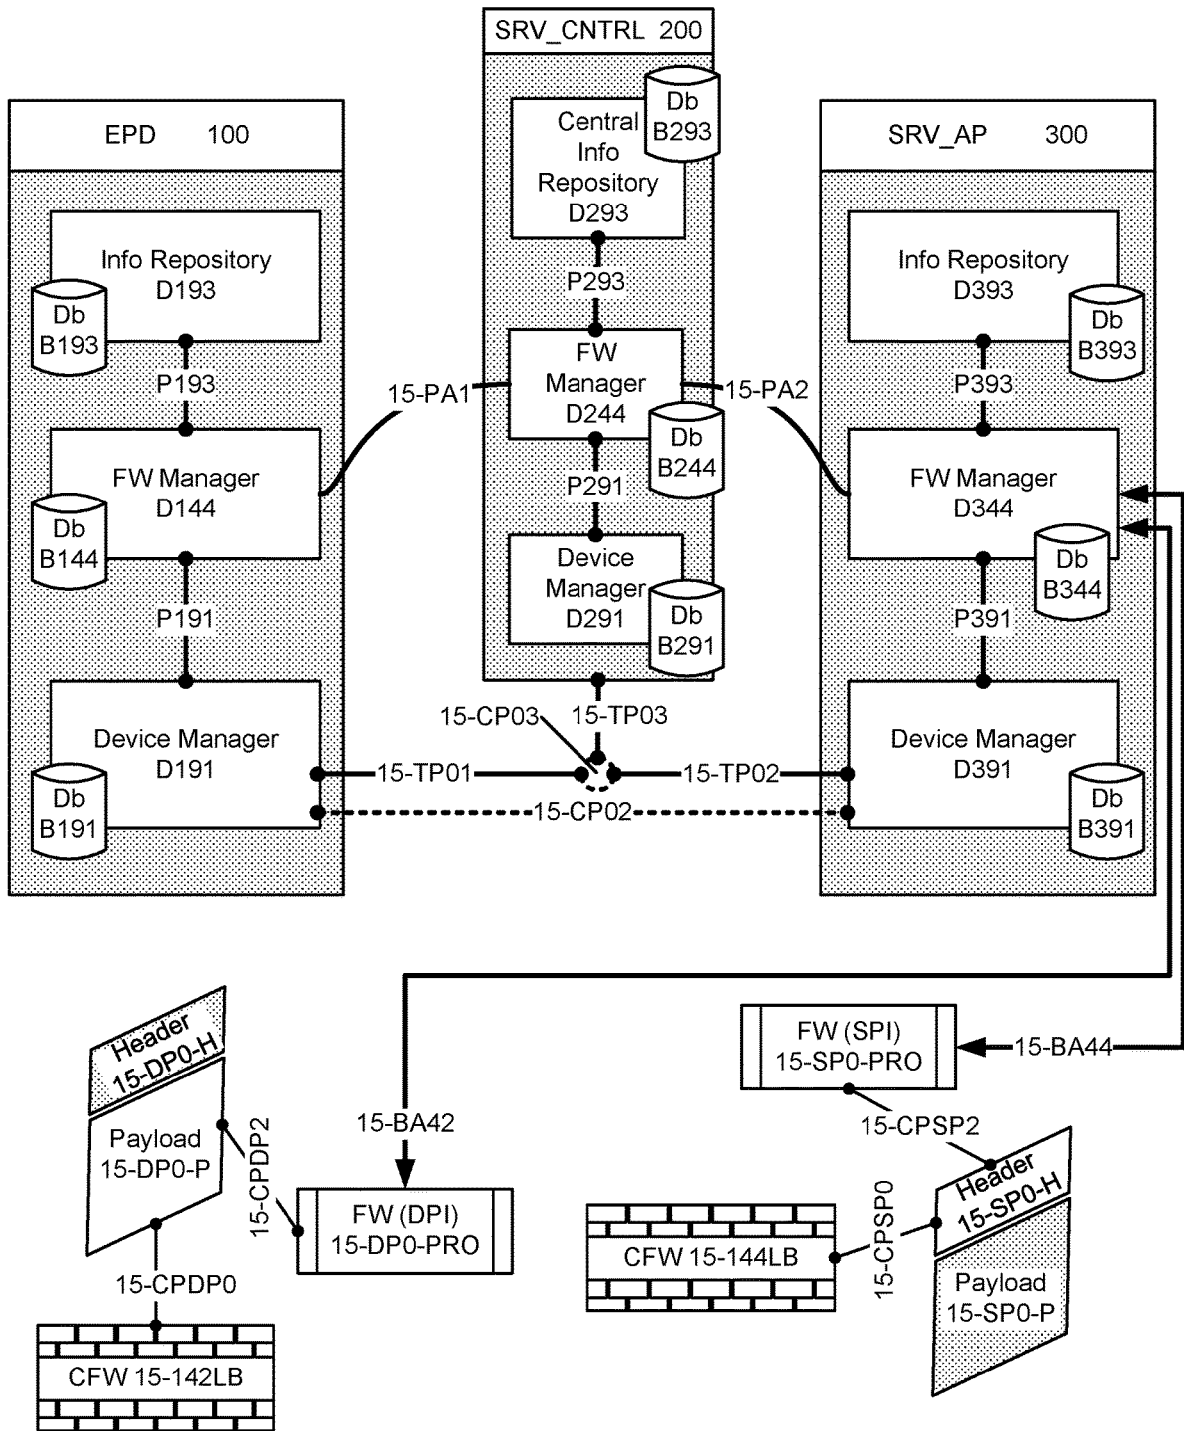 SRV_CNTRL 200
Db
B293
Central
Info
Repository
D293
P293
FW
Manager
D244
Db
B244
P291
Device
Manager
D291
Db
B291
EPD 100
Info Repository
D193
Db
B193
P193
FW Manager
D144
Db
B144
P191
Device Manager
D191
Db
B191
SRV_AP 300
Info Repository
D393
Db
B393
P393
FW Manager
D344
Db
B344
P391
Device Manager
D391
Db
B391
15-PA1
15-PA2
15-CP03
15-TP03
15-TP01
15-TP02
15-CP02
Header
15-DP0-H
Payload
15-DP0-P
15-CPDP2
15-CPDP0
CFW 15-142LB
15-BA42
FW (DPI)
15-DP0-PRO
FW (SPI)
15-SP0-PRO
15-BA44
15-CPSP2
Header
15-SP0-H
15-CPSP0
CFW 15-144LB
Payload
15-SP0-P